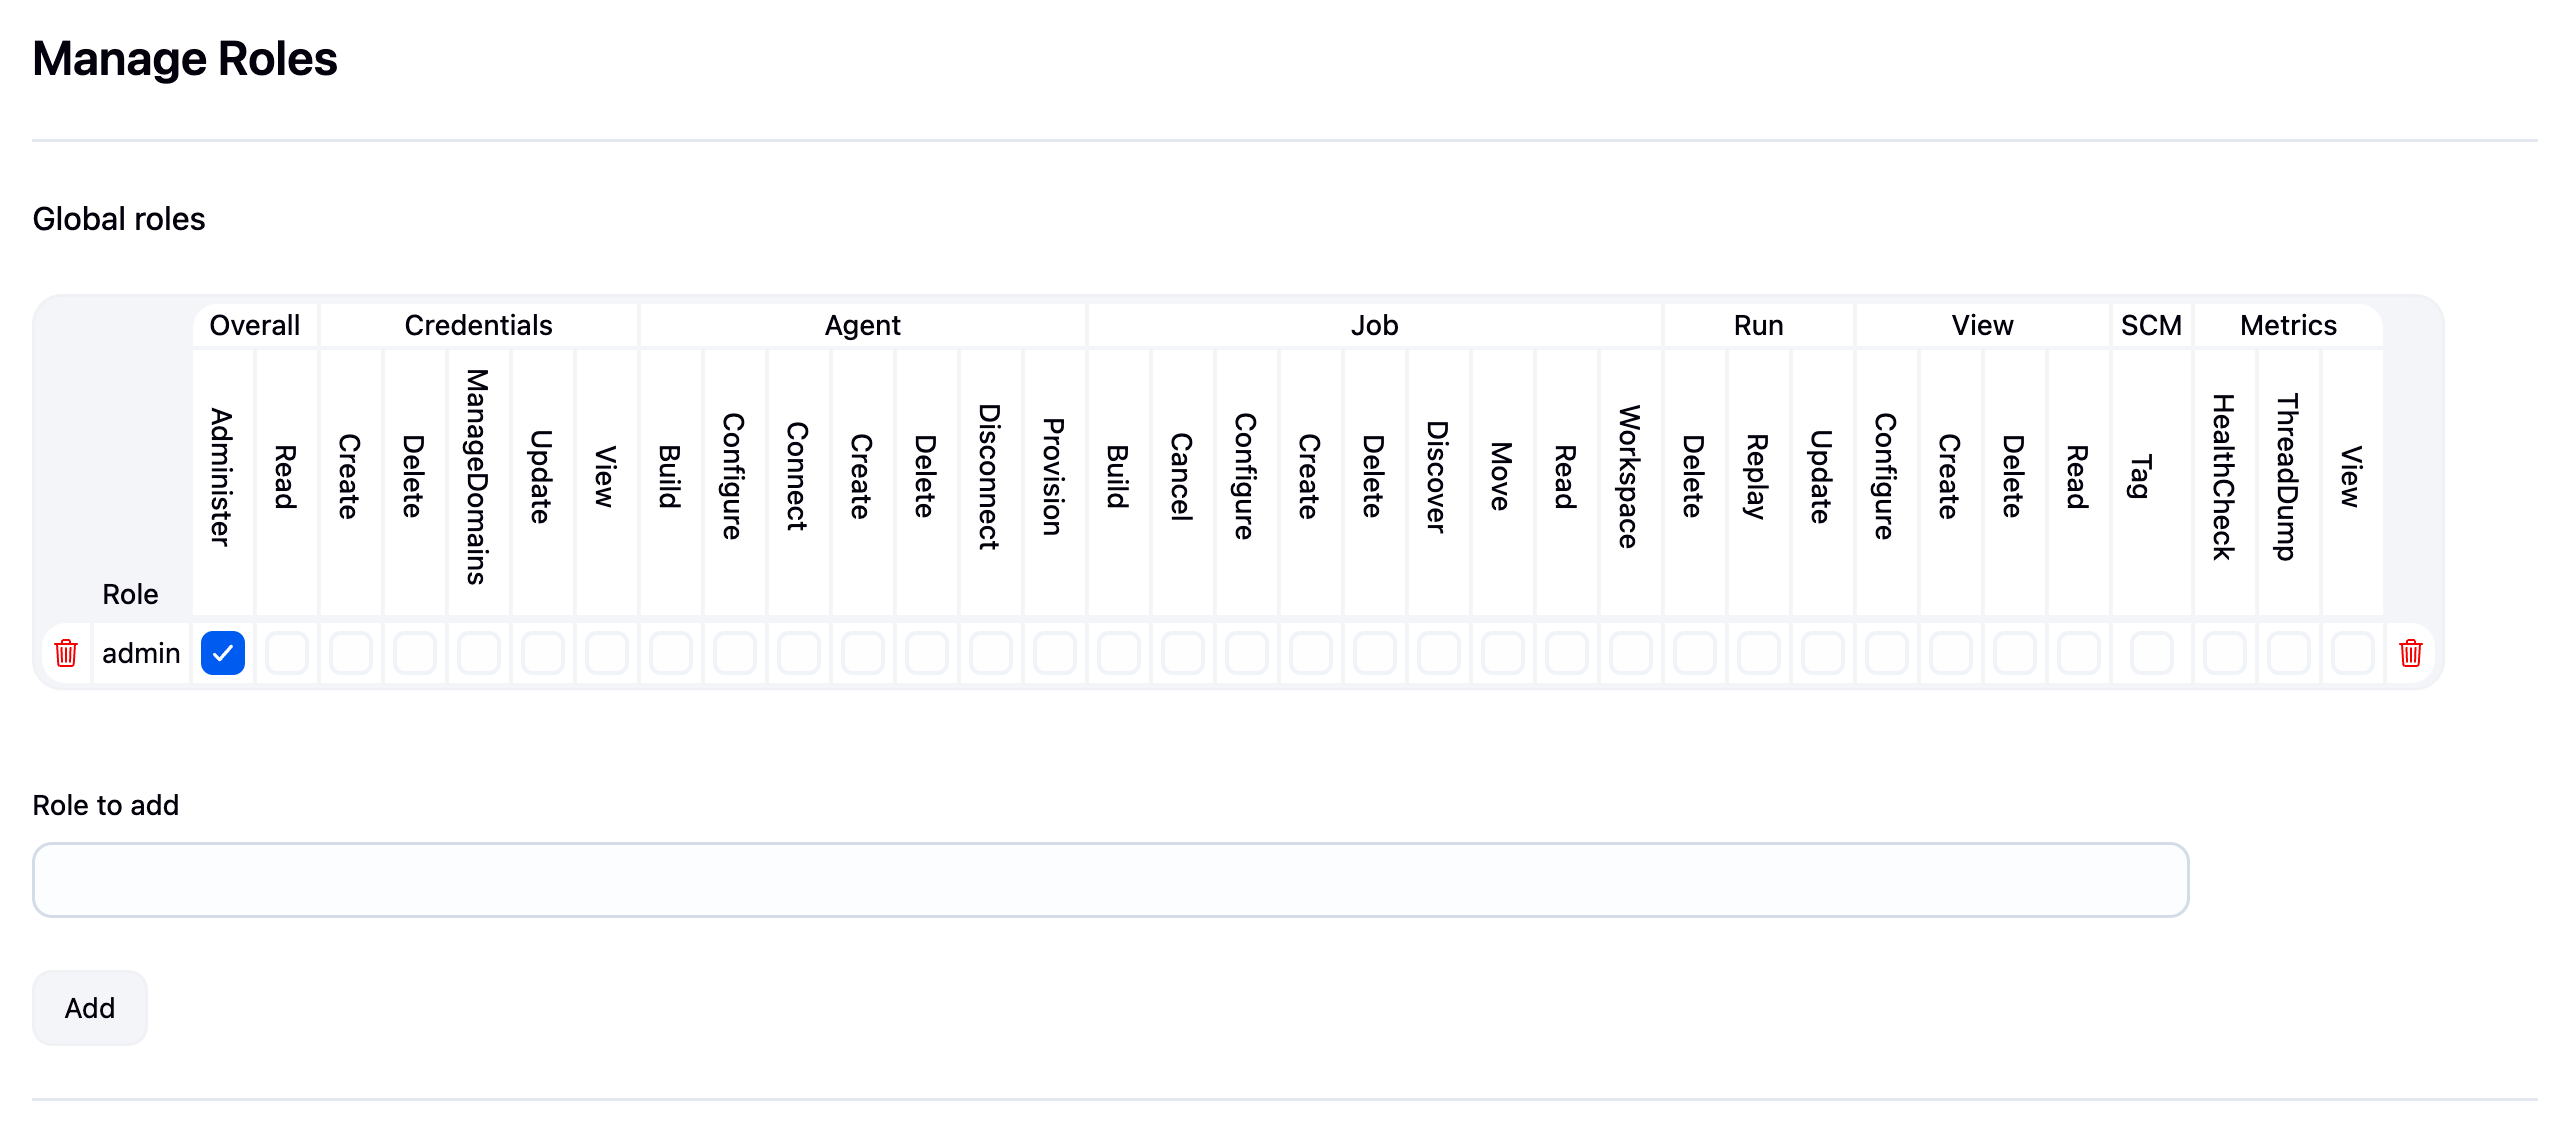 Manage Roles
Global roles
Overall Credentials Agent Job Run View SCM Metrics
Role Administer Read Create Delete ManageDomains Update View Build Configure Connect Create Delete Disconnect Provision Build Cancel Configure Create Delete Discover Move Read Workspace Delete Replay Update Configure Create Delete Read Tag HealthCheck ThreadDump View
admin
Role to add
Add